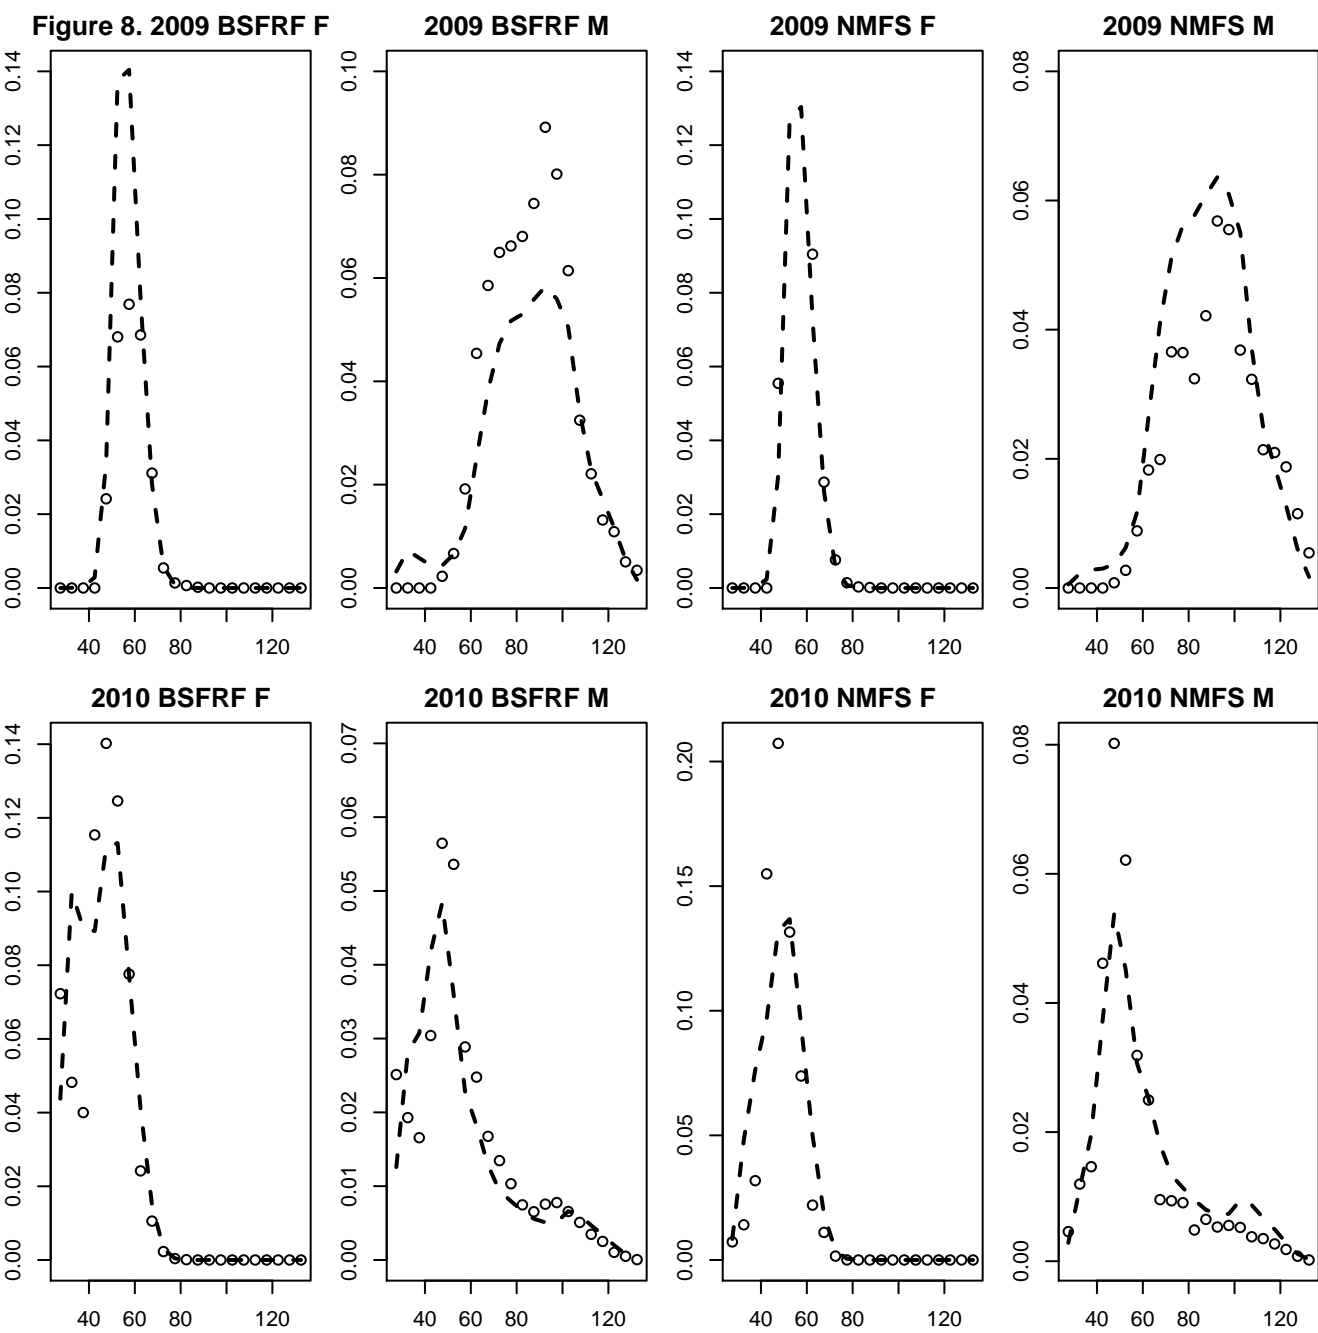 Figure 8. 2009 BSFRF F
0.00 0.02 0.04 0.06 0.08 0.10 0.12 0.14
40 60 80 120
2009 BSFRF M
0.00 0.02 0.04 0.06 0.08 0.10
40 60 80 120
2009 NMFS F
0.00 0.02 0.04 0.06 0.08 0.10 0.12 0.14
40 60 80 120
2009 NMFS M
0.00 0.02 0.04 0.06 0.08
40 60 80 120
2010 BSFRF F
0.00 0.02 0.04 0.06 0.08 0.10 0.12 0.14
40 60 80 120
2010 BSFRF M
0.00 0.01 0.02 0.03 0.04 0.05 0.06 0.07
40 60 80 120
2010 NMFS F
0.00 0.05 0.10 0.15 0.20
40 60 80 120
2010 NMFS M
0.00 0.02 0.04 0.06 0.08
40 60 80 120